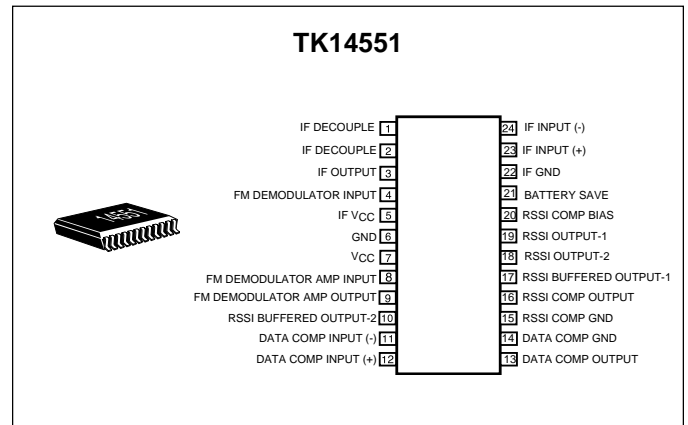 TK14551
14551
IF DECOUPLE 1
IF DECOUPLE 2
IF OUTPUT 3
FM DEMODULATOR INPUT 4
IF VCC 5
GND 6
VCC 7
FM DEMODULATOR AMP INPUT 8
FM DEMODULATOR AMP OUTPUT 9
RSSI BUFFERED OUTPUT-2 10
DATA COMP INPUT (-) 11
DATA COMP INPUT (+) 12
24 IF INPUT (-)
23 IF INPUT (+)
22 IF GND
21 BATTERY SAVE
20 RSSI COMP BIAS
19 RSSI OUTPUT-1
18 RSSI OUTPUT-2
17 RSSI BUFFERED OUTPUT-1
16 RSSI COMP OUTPUT
15 RSSI COMP GND
14 DATA COMP GND
13 DATA COMP OUTPUT